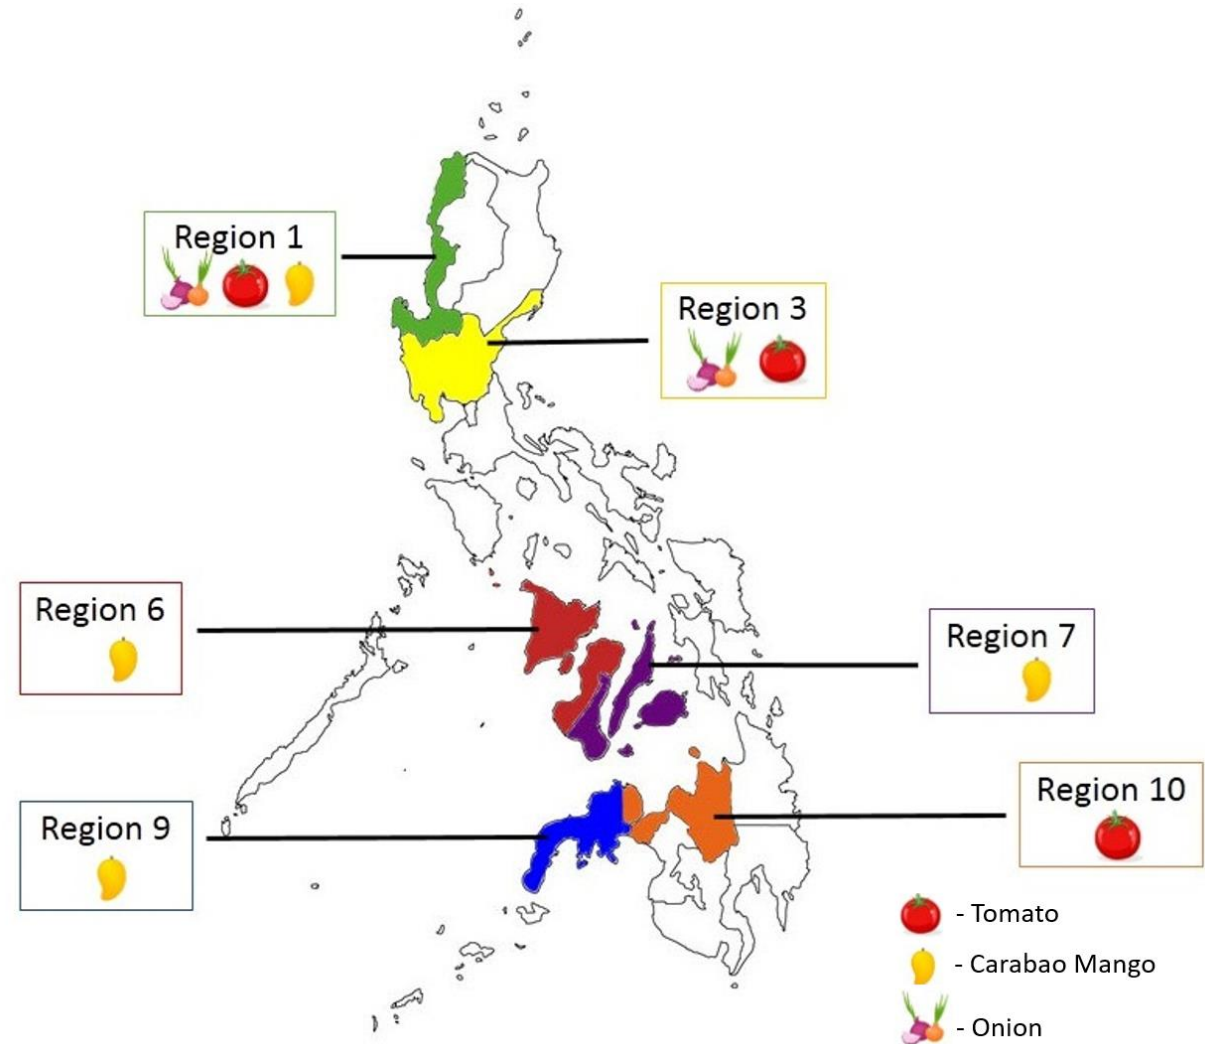 Region 1
Region 3
Region 6
Region 7
Region 10
Region 9
- Tomato
- Carabao Mango
- Onion